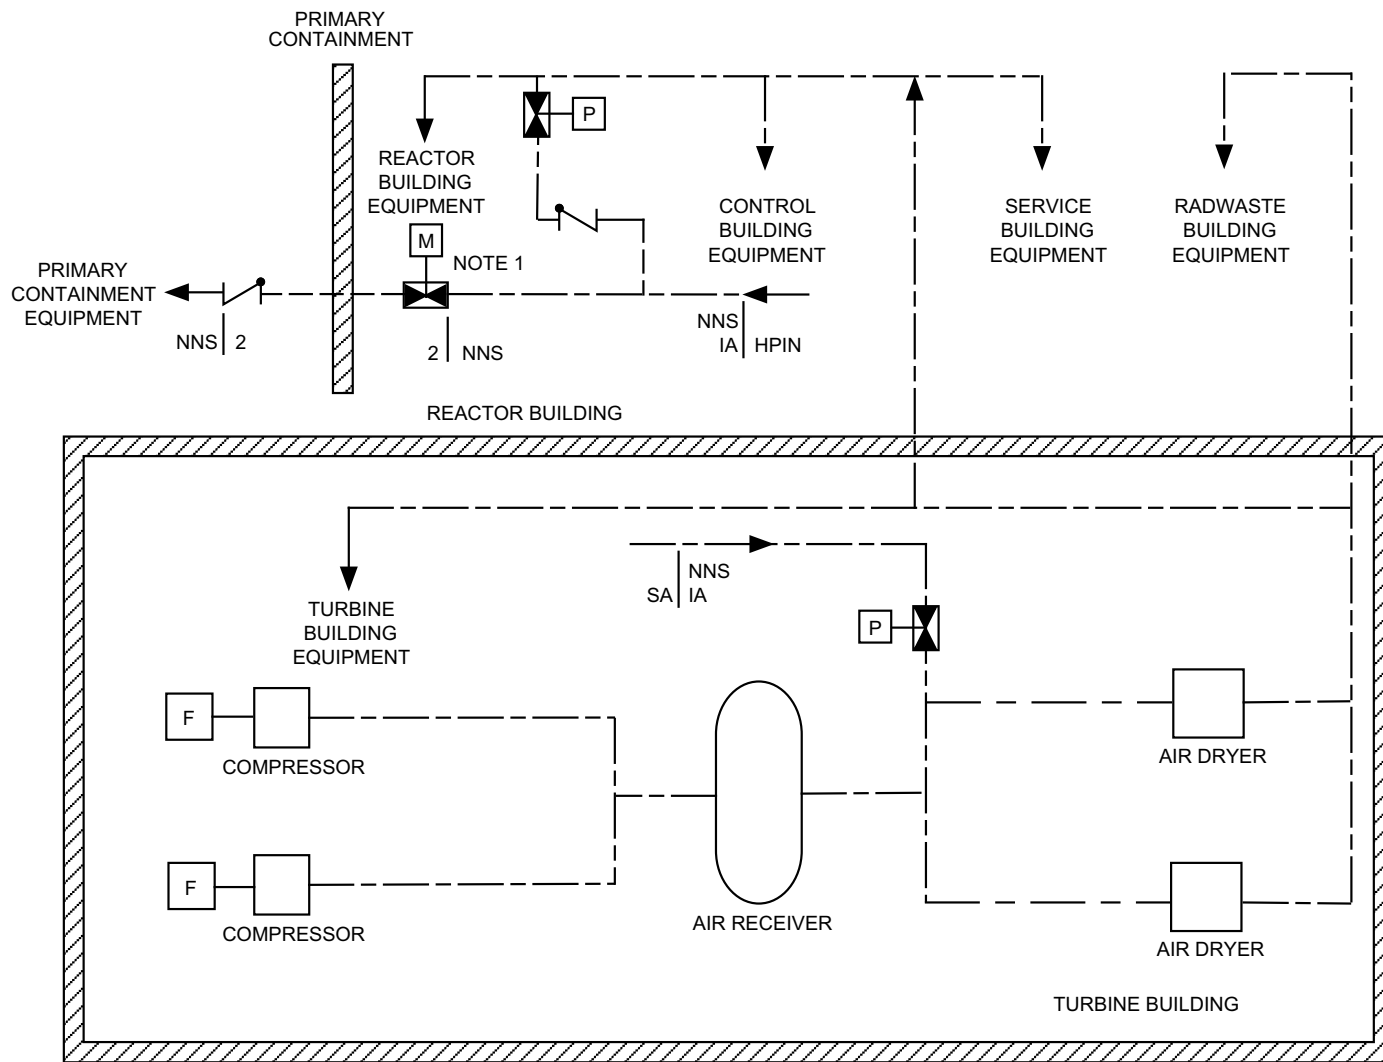 PRIMARY
CONTAINMENT
P
REACTOR
BUILDING
EQUIPMENT
CONTROL
BUILDING
EQUIPMENT
SERVICE
BUILDING
EQUIPMENT
RADWASTE
BUILDING
EQUIPMENT
M
NOTE 1
PRIMARY
CONTAINMENT
EQUIPMENT
NNS 2
2 NNS
NNS
IA HPIN
REACTOR BUILDING
NNS
SA IA
TURBINE
BUILDING
EQUIPMENT
P
F
COMPRESSOR
AIR DRYER
F
COMPRESSOR
AIR RECEIVER
AIR DRYER
TURBINE BUILDING